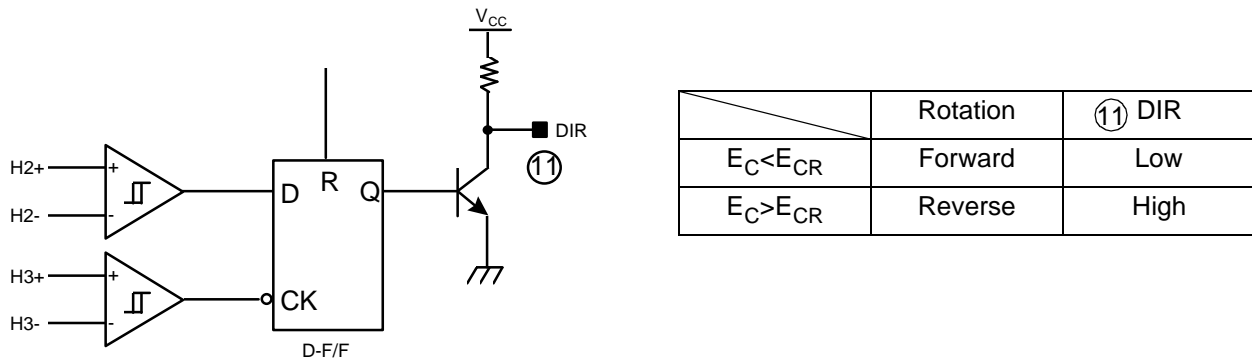 VCC
DIR
11
H2+
+
H2-
-
D
R
Q
H3+
+
H3-
-
CK
D-F/F
Rotation
11 DIR
EC<ECR
Forward
Low
EC>ECR
Reverse
High